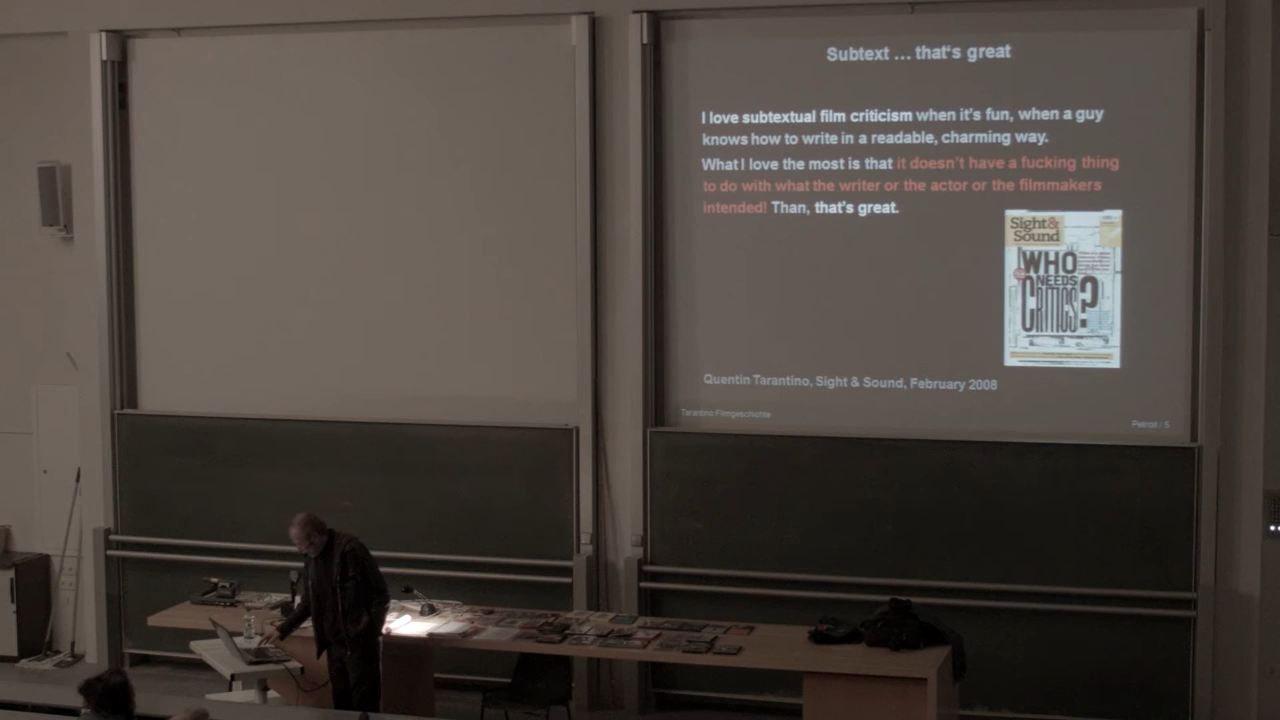 Subtext ... that's great
I love subtextual film criticism when it's fun, when a guy
knows how to write in a readable, charming way.
What I love the most is that it doesn't have a fucking thing
to do with what the writer or the actor or the filmmakers
intended! Than, that's great.
Sight&
Sound
WHO
NEEDS
CRITICS?
Quentin Tarantino, Sight & Sound, February 2008
Tarantino Filmgeschichte
Petroll / 5